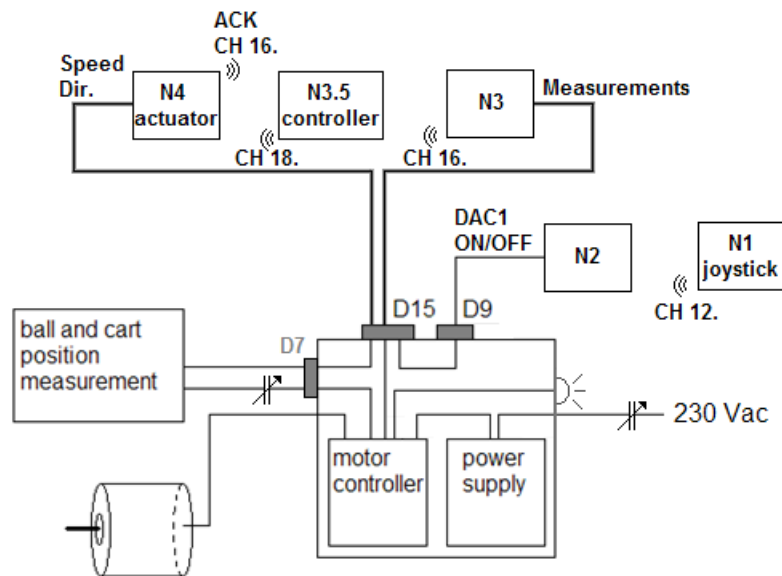 ACK
CH 16.
Speed
Dir.
N4
actuator
N3.5
controller
N3
Measurements
CH 18.
CH 16.
DAC1
ON/OFF
N2
N1
joystick
CH 12.
D15
D9
ball and cart
position
measurement
D7
230 Vac
motor
controller
power
supply